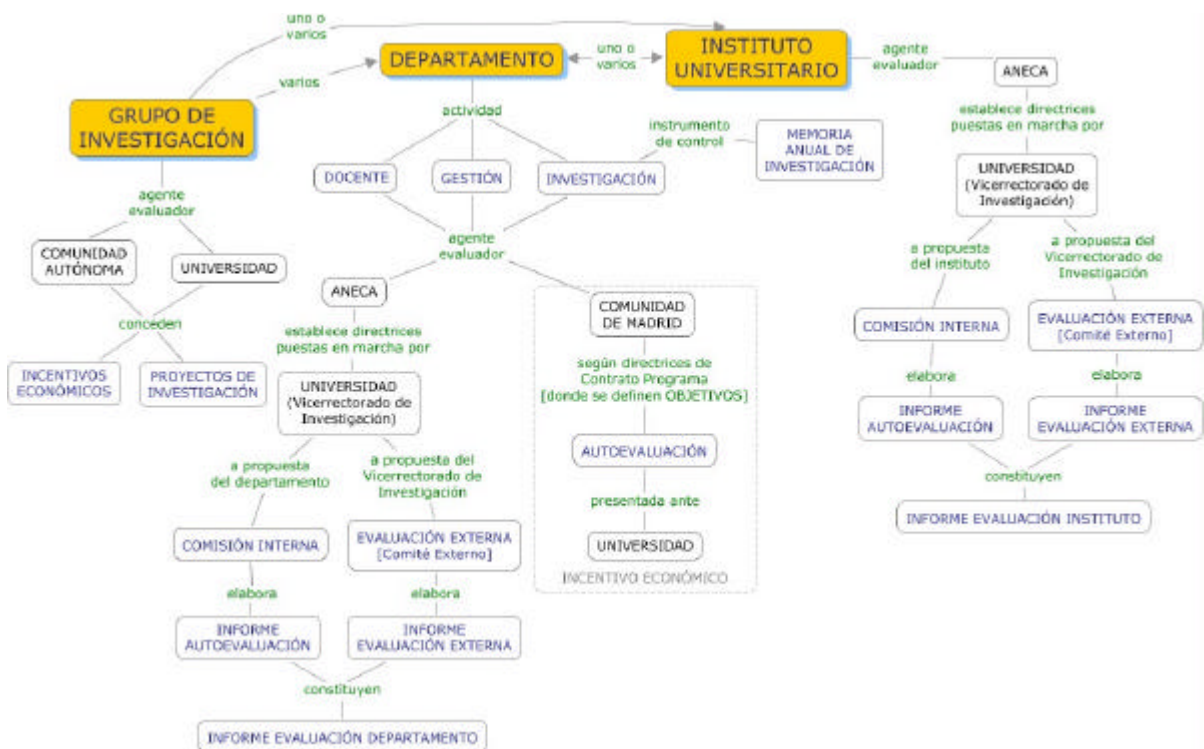 uno o
varios
DEPARTAMENTO
uno o
varios
INSTITUTO
UNIVERSITARIO
agente
evaluador
ANECA
varios
GRUPO DE
INVESTIGACIÓN
actividad
instrumento
de control
MEMORIA
ANUAL DE
INVESTIGACIÓN
establece directrices
puestas en marcha por
DOCENTE
GESTIÓN
INVESTIGACIÓN
UNIVERSIDAD
(Vicerrectorado de
Investigación)
agente
evaluador
agente
evaluador
COMUNIDAD
AUTÓNOMA
UNIVERSIDAD
a propuesta
del instituto
a propuesta del
Vicerrectorado de
Investigación
ANECA
COMUNIDAD
DE MADRID
COMISIÓN INTERNA
EVALUACIÓN EXTERNA
[Comité Externo]
conceden
establece directrices
puestas en marcha por
INCENTIVOS
ECONÓMICOS
PROYECTOS DE
INVESTIGACIÓN
según directrices de
Contrato Programa
[donde se definen OBJETIVOS]
elabora
elabora
UNIVERSIDAD
(Vicerrectorado de
Investigación)
INFORME
AUTOEVALUACIÓN
INFORME
EVALUACIÓN EXTERNA
AUTOEVALUACIÓN
a propuesta
del departamento
a propuesta del
Vicerrectorado de
Investigación
constituyen
presentada ante
INFORME EVALUACIÓN INSTITUTO
COMISIÓN INTERNA
EVALUACIÓN EXTERNA
[Comité Externo]
UNIVERSIDAD
INCENTIVO ECONÓMICO
elabora
elabora
INFORME
AUTOEVALUACIÓN
INFORME
EVALUACIÓN EXTERNA
constituyen
INFORME EVALUACIÓN DEPARTAMENTO